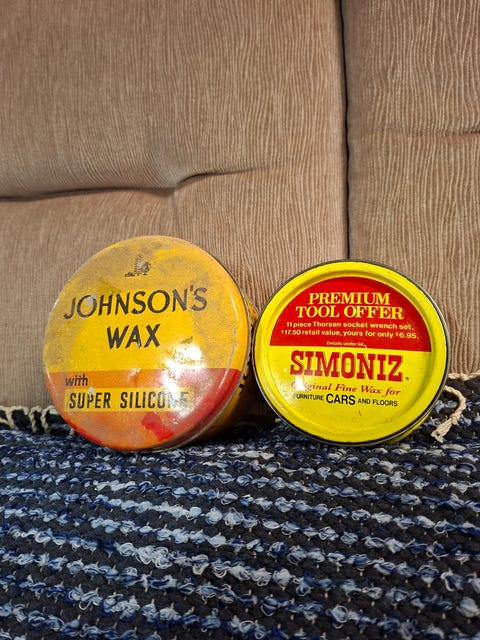 JOHNSON'S
WAX
with
SUPER SILICONE
PREMIUM
TOOL OFFER
11 piece Thorsen socket wrench set.
$17.50 retail value, yours for only $6.95.
Details under lid.
SIMONIZ®
Original Fine Wax for
FURNITURE CARS AND FLOORS